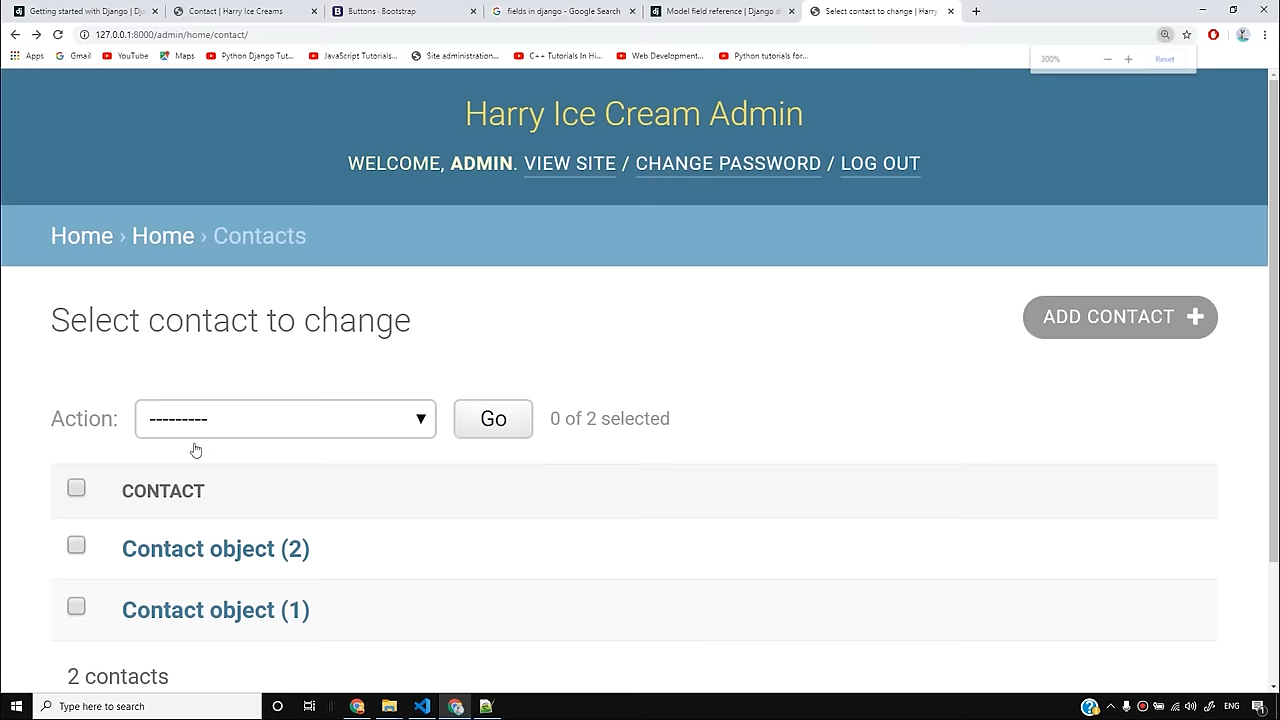 Getting started with Django | Dj
Contact | Harry Ice Creams
Buttons · Bootstrap
fields in django - Google Search
Model field reference | Django d
Select contact to change | Harry
127.0.0.1:8000/admin/home/contact/
Apps
Gmail
YouTube
Maps
Python Django Tut...
JavaScript Tutorials...
Site administration...
C++ Tutorials In Hi...
Web Development...
Python tutorials for...
300%
Reset
Harry Ice Cream Admin
WELCOME, ADMIN. VIEW SITE / CHANGE PASSWORD / LOG OUT
Home › Home › Contacts
Select contact to change
ADD CONTACT
Action: --------- Go 0 of 2 selected
CONTACT
Contact object (2)
Contact object (1)
2 contacts
Type here to search
ENG